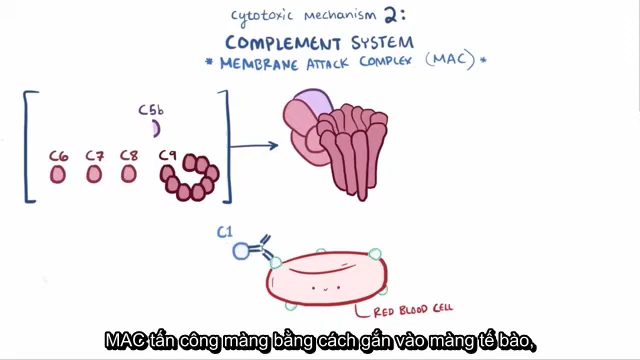 Cytotoxic mechanism 2:
COMPLEMENT SYSTEM
* MEMBRANE ATTACK COMPLEX (MAC) *
C5b
C6 C7 C8 C9
C1
RED BLOOD CELL
MAC tấn công màng bằng cách gắn vào màng tế bào,